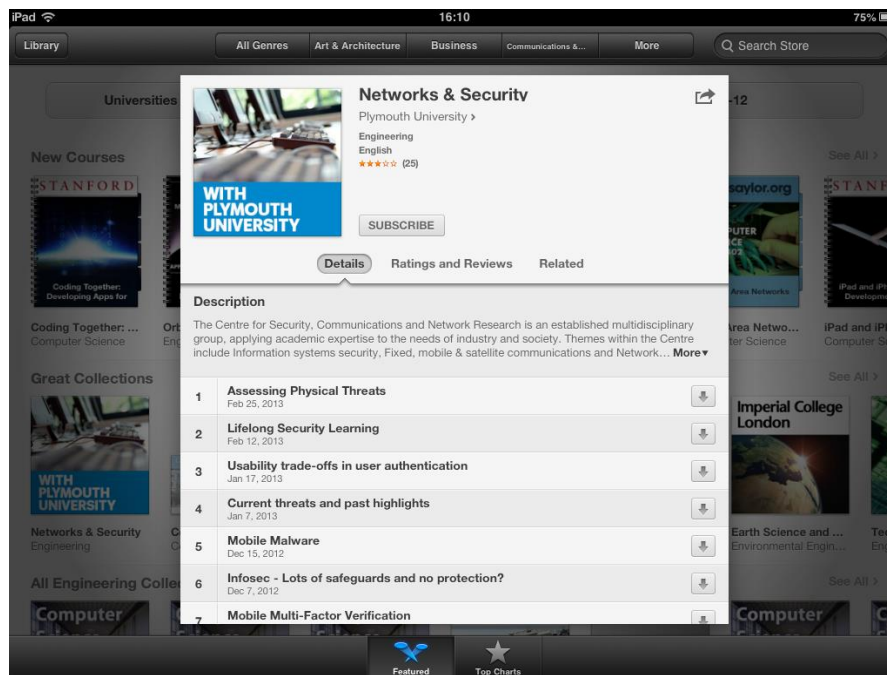 iPad 16:10 75%
Library All Genres Art & Architecture Business Communications &... More Search Store
Universities -12
Networks & Security
Plymouth University >
Engineering
English
(25)
SUBSCRIBE
WITH
PLYMOUTH
UNIVERSITY
Details Ratings and Reviews Related
Description
The Centre for Security, Communications and Network Research is an established multidisciplinary
group, applying academic expertise to the needs of industry and society. Themes within the Centre
include Information systems security, Fixed, mobile & satellite communications and Network... More▾
1 Assessing Physical Threats
Feb 25, 2013
2 Lifelong Security Learning
Feb 12, 2013
3 Usability trade-offs in user authentication
Jan 17, 2013
4 Current threats and past highlights
Jan 7, 2013
5 Mobile Malware
Dec 15, 2012
6 Infosec - Lots of safeguards and no protection?
Dec 7, 2012
7 Mobile Multi-Factor Verification
New Courses See All >
STANFORD
Coding Together:
Developing Apps for
Coding Together: ...
Computer Science
saylor.org
Area Networks
Area Netwo...
ter Science
STANF
iPad and iPh
Developm
iPad and iPl
Computer S
Great Collections See All >
WITH
PLYMOUTH
UNIVERSITY
Networks & Security
Engineering
Imperial College
London
Earth Science and ...
Environmental Engin...
All Engineering Collec See All >
Computer
Computer
Featured Top Charts